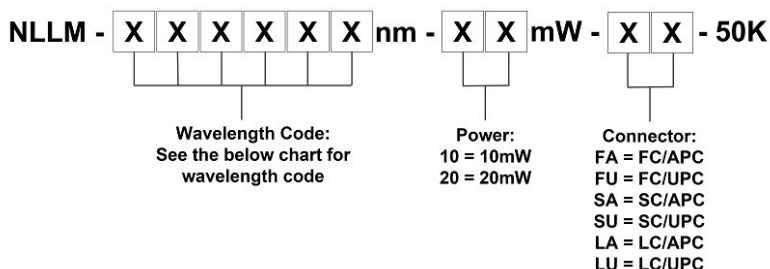 NLLM - X X X X X X nm - X X mW - X X - 50K
Wavelength Code:
See the below chart for
wavelength code
Power:
10 = 10mW
20 = 20mW
Connector:
FA = FC/APC
FU = FC/UPC
SA = SC/APC
SU = SC/UPC
LA = LC/APC
LU = LC/UPC